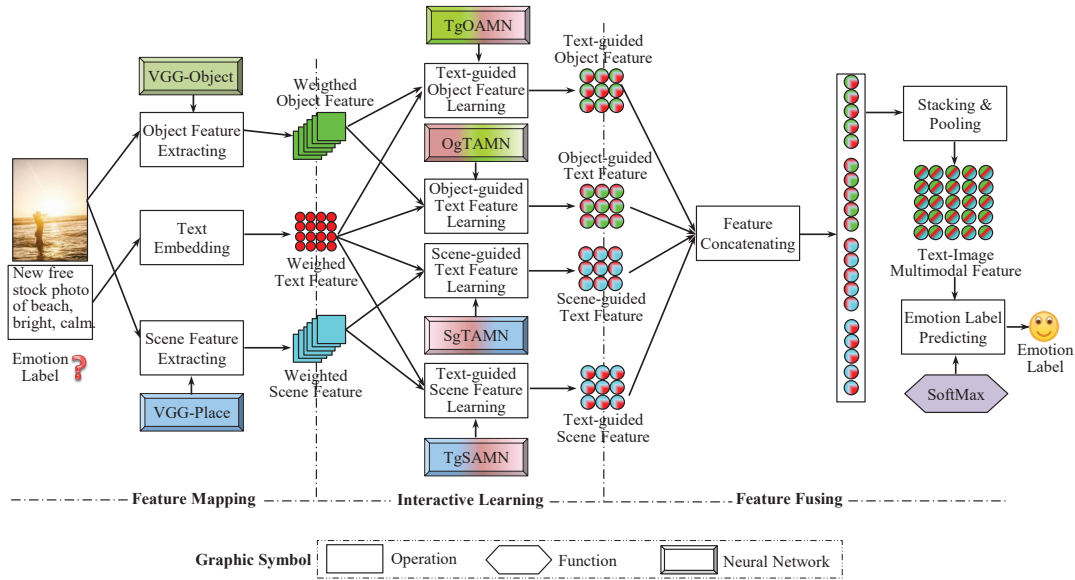 TgOAMN
VGG-Object
Weigthed
Object Feature
Text-guided
Object Feature
Learning
Text-guided
Object Feature
Object Feature
Extracting
OgTAMN
Stacking &
Pooling
Object-guided
Text Feature
Learning
Object-guided
Text Feature
Text
Embedding
Weighed
Text Feature
Feature
Concatenating
Text-Image
Multimodal Feature
New free
stock photo
of beach,
bright, calm.
Scene-guided
Text Feature
Learning
Scene-guided
Text Feature
Scene Feature
Extracting
SgTAMN
Emotion Label
Predicting
Emotion
Label
Emotion
Label ?
Weighted
Scene Feature
Text-guided
Scene Feature
Learning
Text-guided
Scene Feature
VGG-Place
SoftMax
TgSAMN
Feature Mapping
Interactive Learning
Feature Fusing
Graphic Symbol
Operation
Function
Neural Network